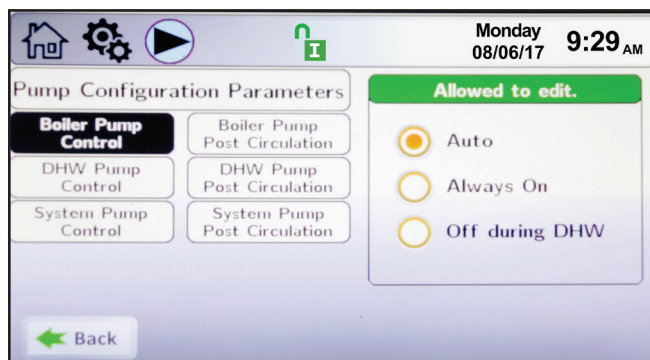 Monday
08/06/17
9:29 AM
I
Pump Configuration Parameters
Allowed to edit.
Boiler Pump
Control
Boiler Pump
Post Circulation
DHW Pump
Control
DHW Pump
Post Circulation
System Pump
Control
System Pump
Post Circulation
Auto
Always On
Off during DHW
Back